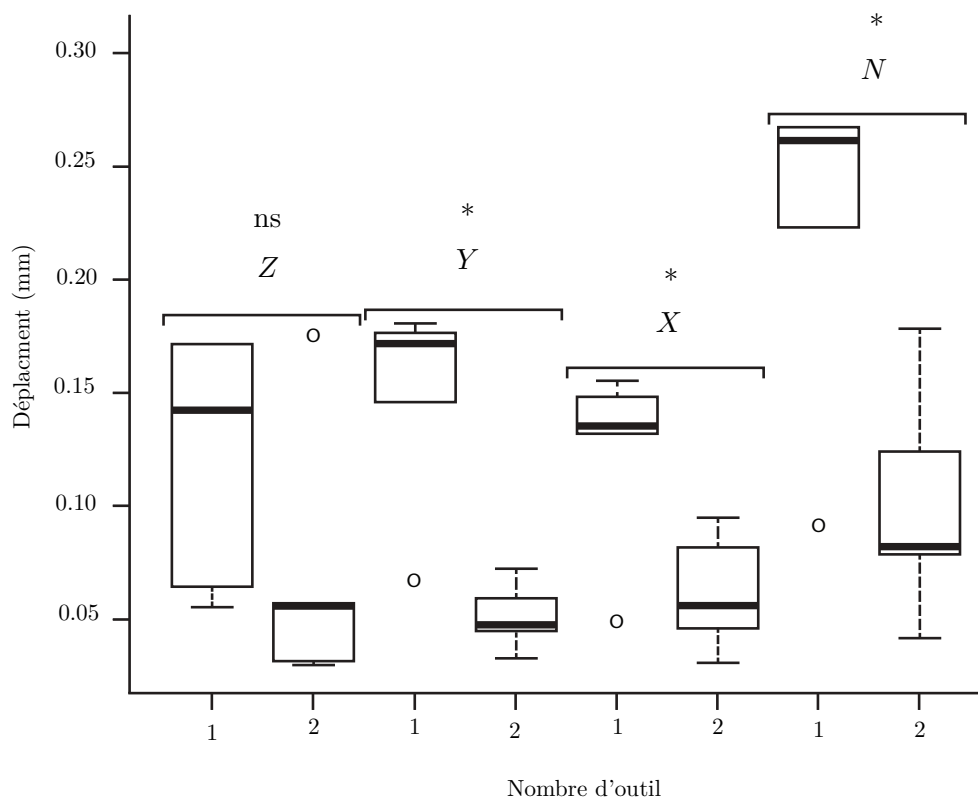 *
N
0.30
0.25
ns
Z
*
Y
*
X
0.20
0.15
0.10
0.05
Déplacment (mm)
1 2 1 2 1 2 1 2
Nombre d'outil